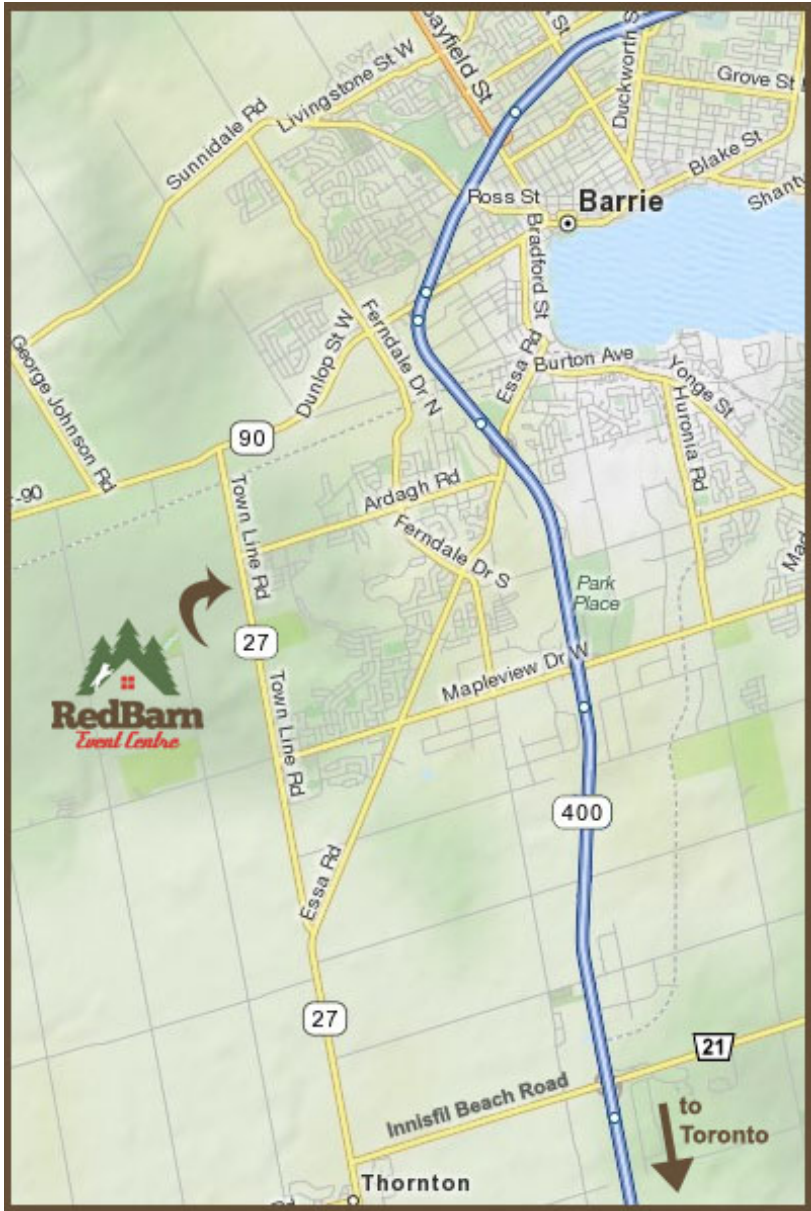 Bayfield St
St
Duckworth S
Grove St
Livingstone St W
Sunnidale Rd
Blake St
Shanty
Ross St
Barrie
Bradford St
George Johnson Rd
Dunlop St W
Ferndale Dr N
Essa Rd
Burton Ave
Yonge St
Huronia Rd
90
-90
Town Line Rd
Ardagh Rd
Ferndale Dr S
Park
Place
27
RedBarn
Event Centre
Town Line Rd
Mapleview Dr W
400
Essa Rd
27
21
Innisfil Beach Road
to
Toronto
Thornton